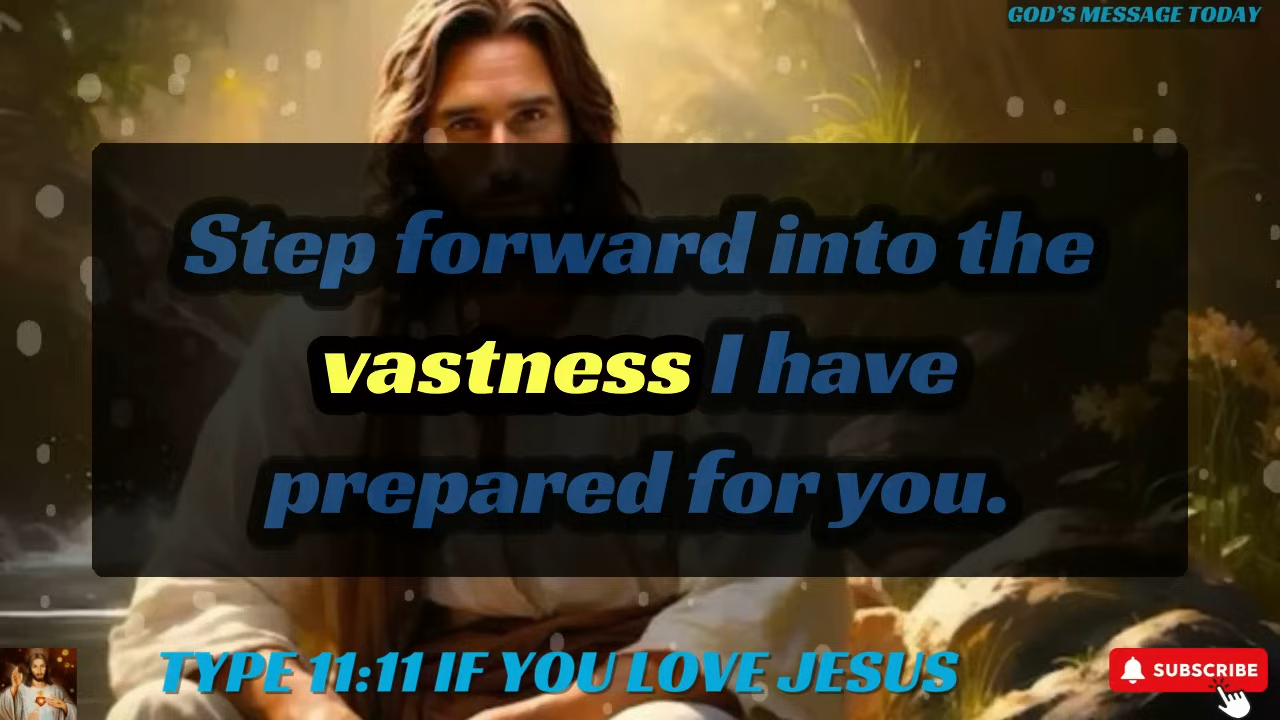 GOD'S MESSAGE TODAY
Step forward into the
vastness I have
prepared for you.
TYPE 11:11 IF YOU LOVE JESUS
SUBSCRIBE